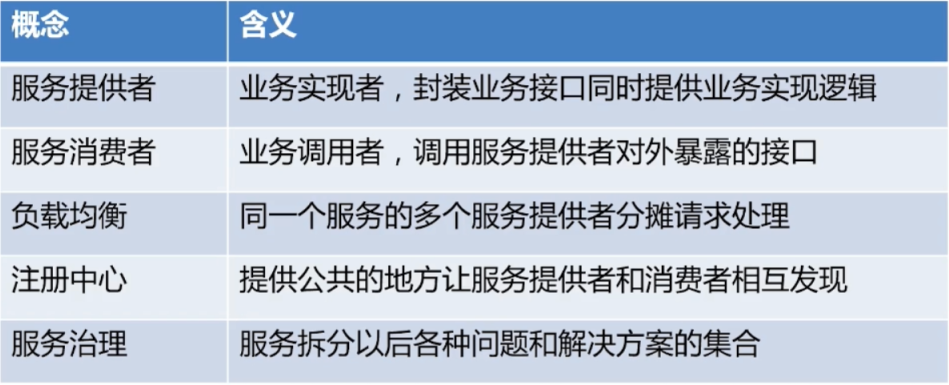 概念 含义
服务提供者 业务实现者，封装业务接口同时提供业务实现逻辑
服务消费者 业务调用者，调用服务提供者对外暴露的接口
负载均衡 同一个服务的多个服务提供者分摊请求处理
注册中心 提供公共的地方让服务提供者和消费者相互发现
服务治理 服务拆分以后各种问题和解决方案的集合